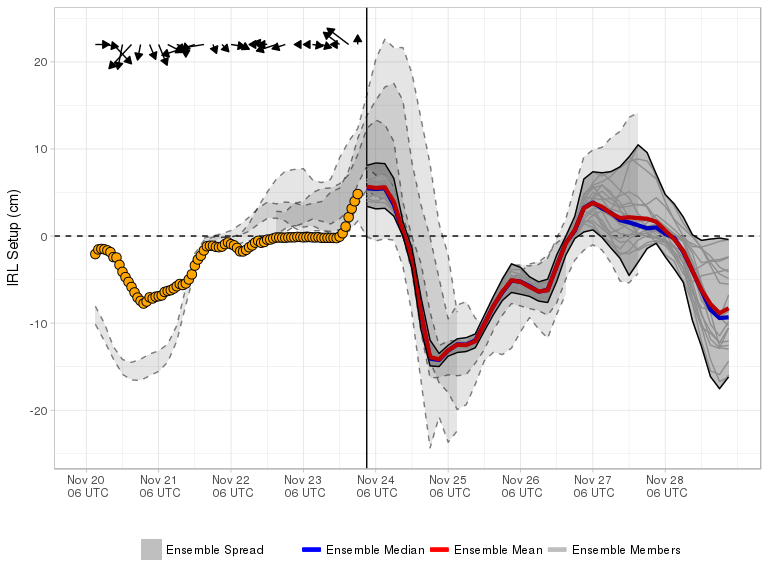 IRL Setup (cm)
20
10
0
-10
-20
Nov 20 Nov 21 Nov 22 Nov 23 Nov 24 Nov 25 Nov 26 Nov 27 Nov 28
06 UTC 06 UTC 06 UTC 06 UTC 06 UTC 06 UTC 06 UTC 06 UTC 06 UTC
Ensemble Spread Ensemble Median Ensemble Mean Ensemble Members